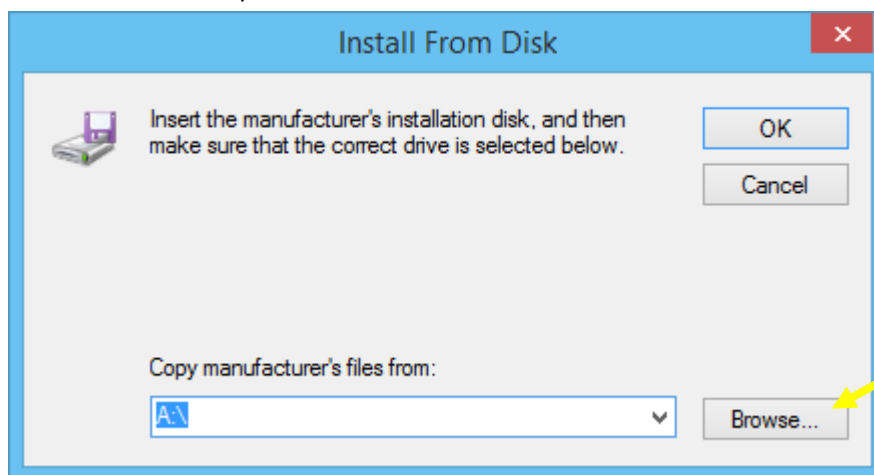 Install From Disk
Insert the manufacturer's installation disk, and then
make sure that the correct drive is selected below.
OK
Cancel
Copy manufacturer's files from:
A:\
Browse...